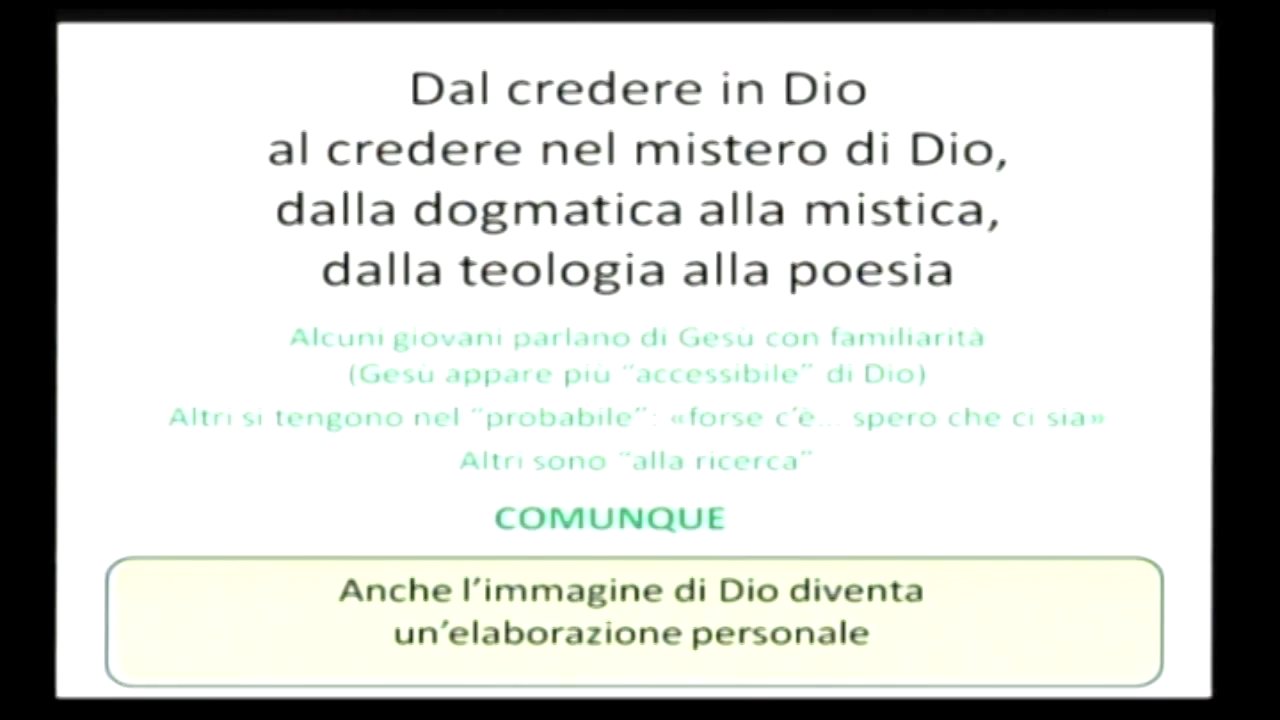 Dal credere in Dio
al credere nel mistero di Dio,
dalla dogmatica alla mistica,
dalla teologia alla poesia
Alcuni giovani parlano di Gesù con familiarità
(Gesù appare più “accessibile” di Dio)
Altri si tengono nel “probabile”: «forse c’è... spero che ci sia»
Altri sono “alla ricerca”
COMUNQUE
Anche l’immagine di Dio diventa
un’elaborazione personale